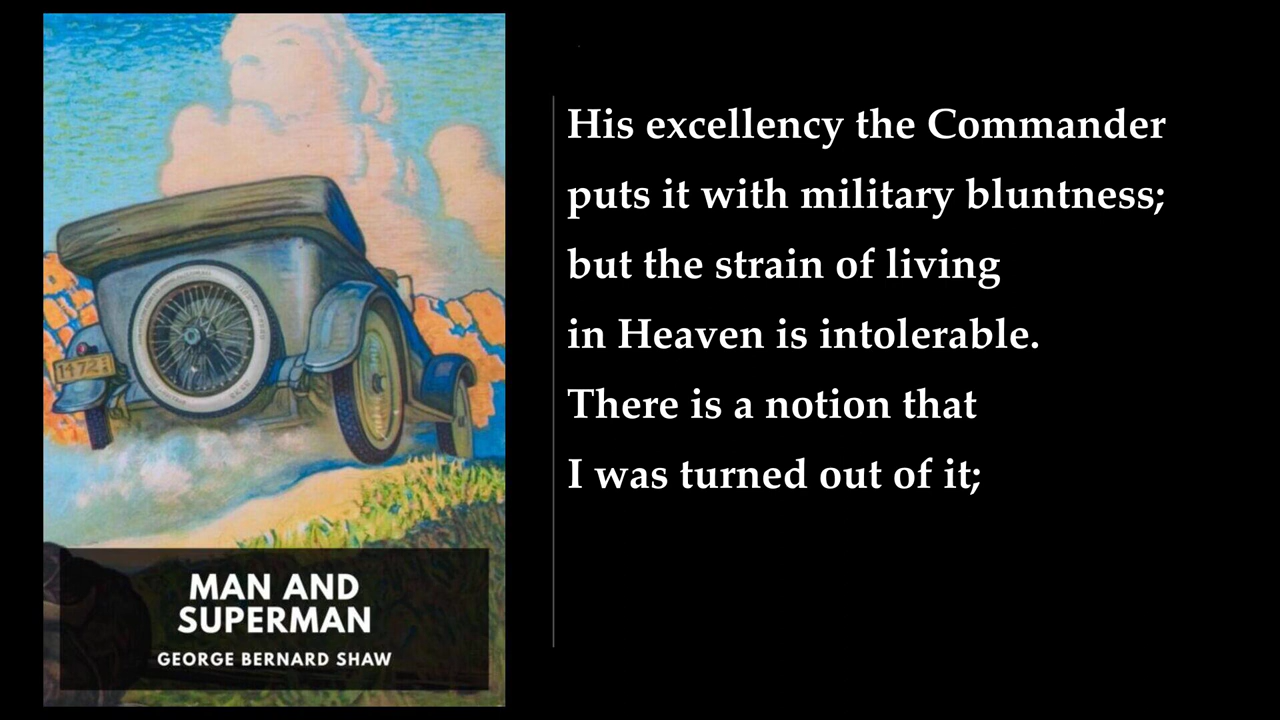 His excellency the Commander
puts it with military bluntness;
but the strain of living
in Heaven is intolerable.
There is a notion that
I was turned out of it;
1472
MAN AND
SUPERMAN
GEORGE BERNARD SHAW